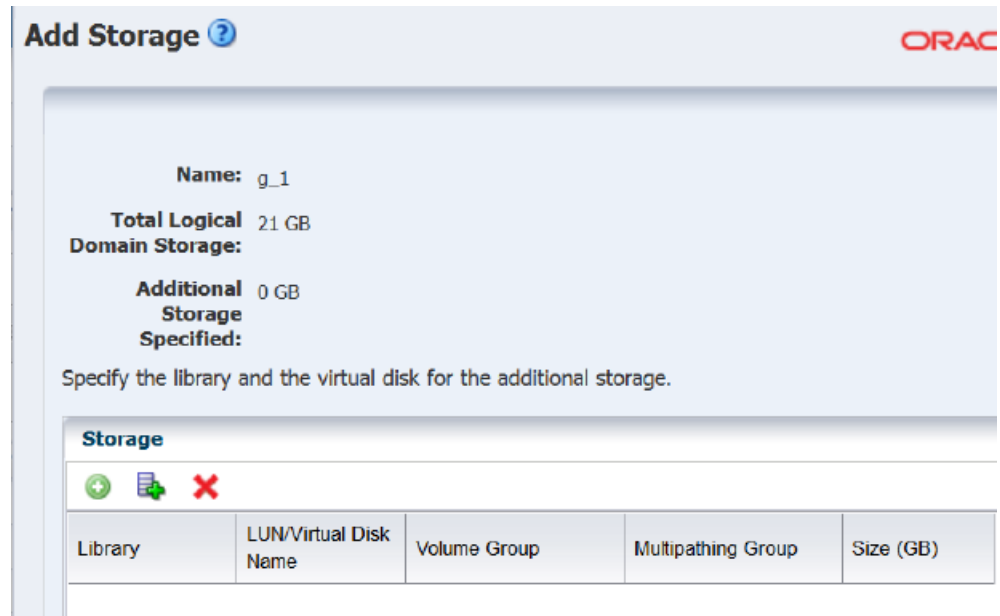 Add Storage
ORAC
Name: g_1
Total Logical 21 GB
Domain Storage:
Additional 0 GB
Storage
Specified:
Specify the library and the virtual disk for the additional storage.
Storage
Library LUN/Virtual Disk Name Volume Group Multipathing Group Size (GB)